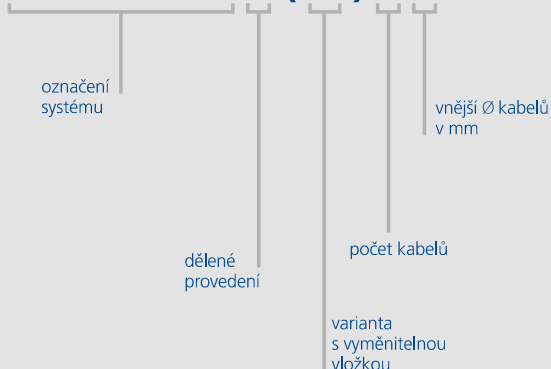 označení
systému
vnější Ø kabelů
v mm
počet kabelů
dělené
provedení
varianta
s vyměnitelnou
vložkou